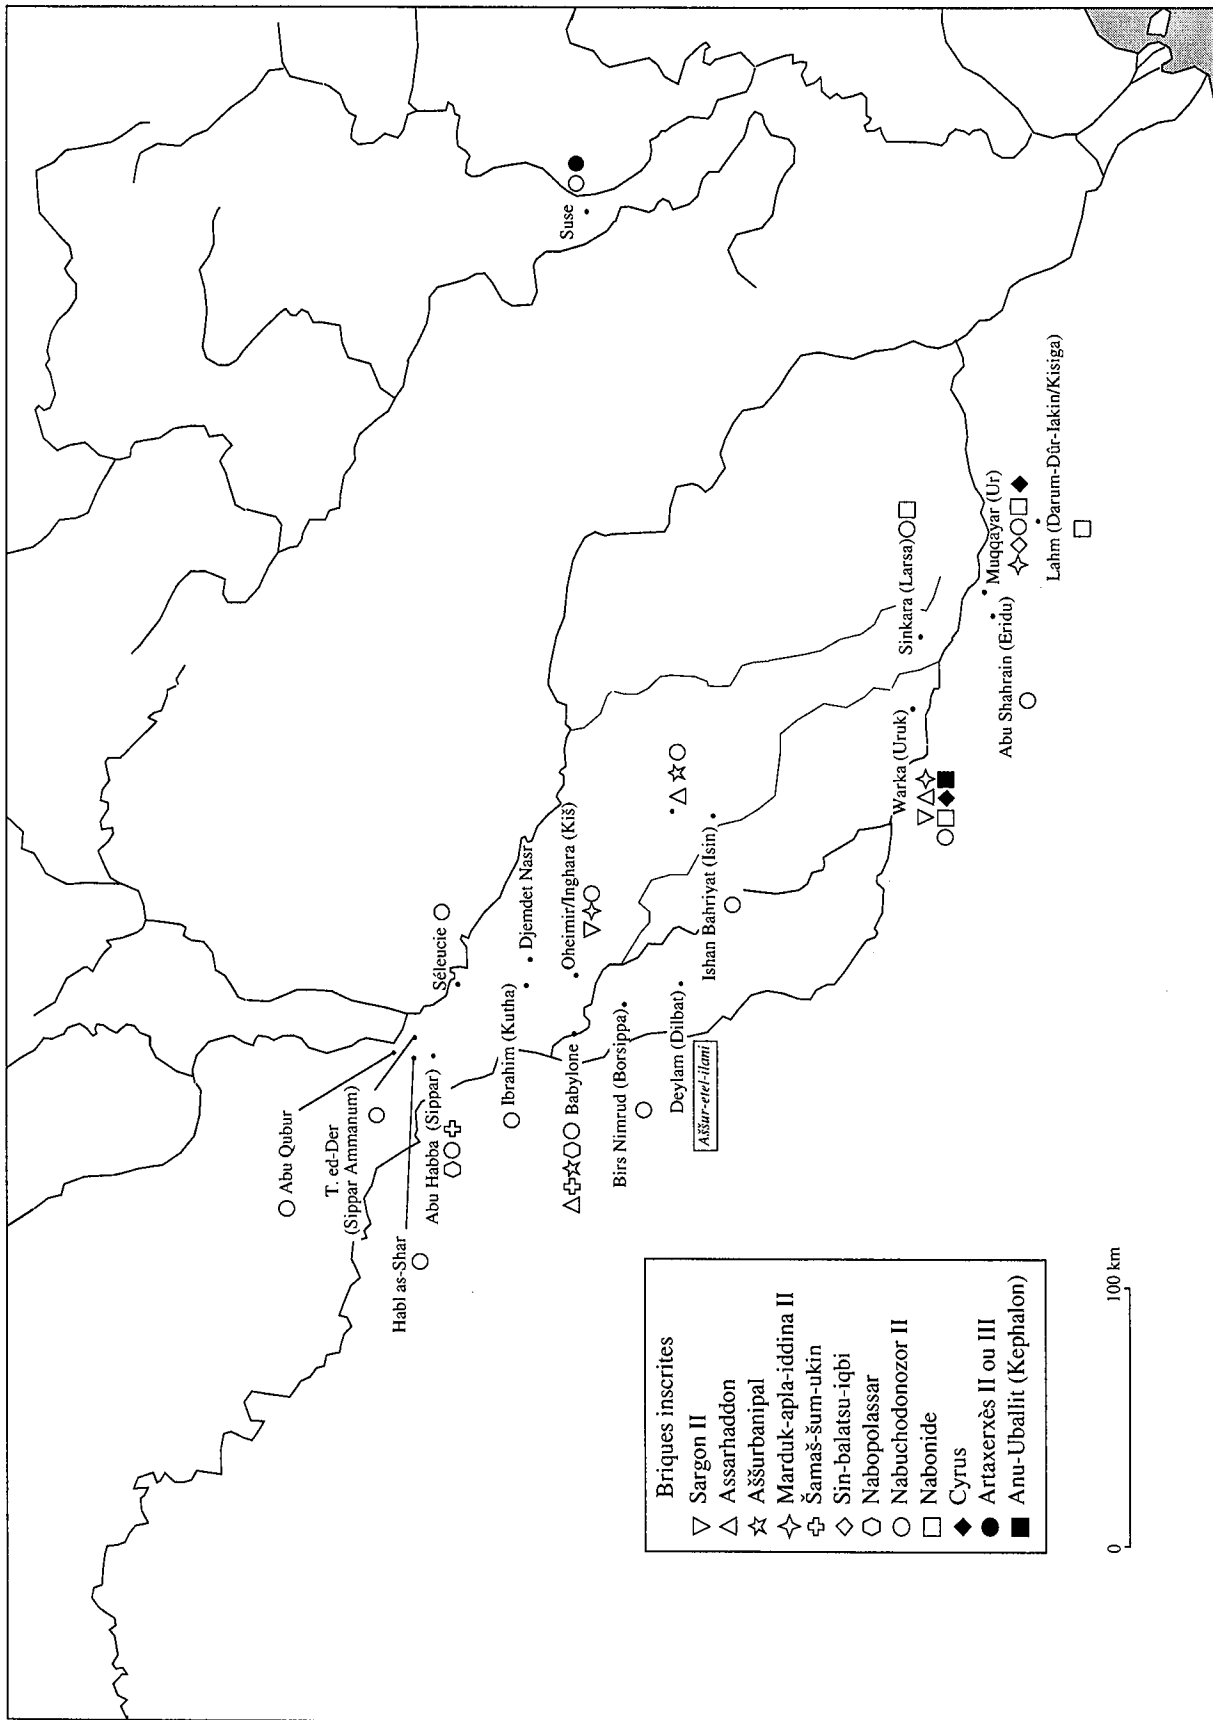 Abu Qubur
T. ed-Der
(Sippar Ammanum)
Habl as-Shar
Abu Habba (Sippar)
Séleucie
Ibrahim (Kutha)
Djemdet Nasr
Babylone
Oheimir/Inghara (Kiš)
Birs Nimrud (Borsippa)
Deylam (Dilbat)
Aššur-etel-ilani
Ishan Bahriyat (Isin)
Suse
Warka (Uruk)
Sinkara (Larsa)
Abu Shahrain (Eridu)
Muqqayar (Ur)
Lahm (Darum-Dûr-Iakin/Kisiga)
Briques inscrites
Sargon II
Assarhaddon
Aššurbanipal
Marduk-apla-iddina II
Šamaš-šum-ukin
Sin-balatsu-iqbi
Nabopolassar
Nabuchodonozor II
Nabonide
Cyrus
Artaxerxès II ou III
Anu-Uballit (Kephalon)
0
100 km